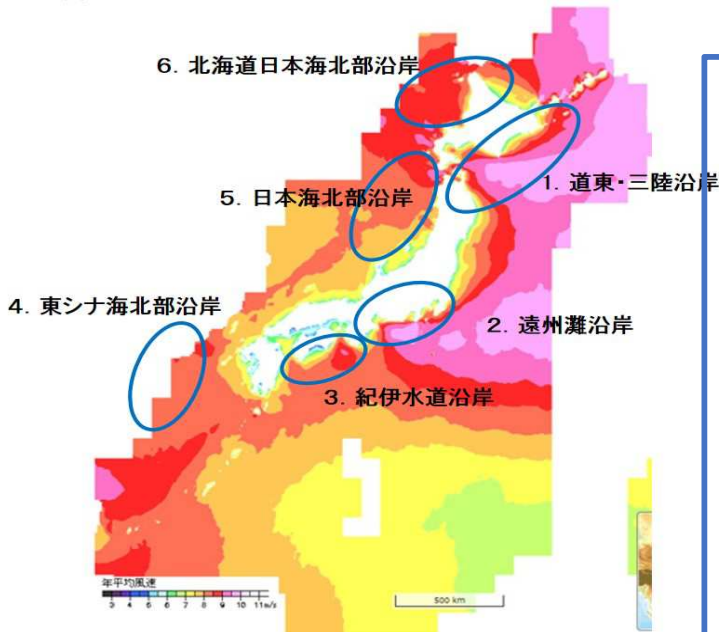 6. 北海道日本海北部沿岸
1. 道東・三陸沿岸
5. 日本海北部沿岸
4. 東シナ海北部沿岸
2. 遠州灘沿岸
3. 紀伊水道沿岸
年平均風速
3 4 5 6 7 8 9 10 11m/s
500 km